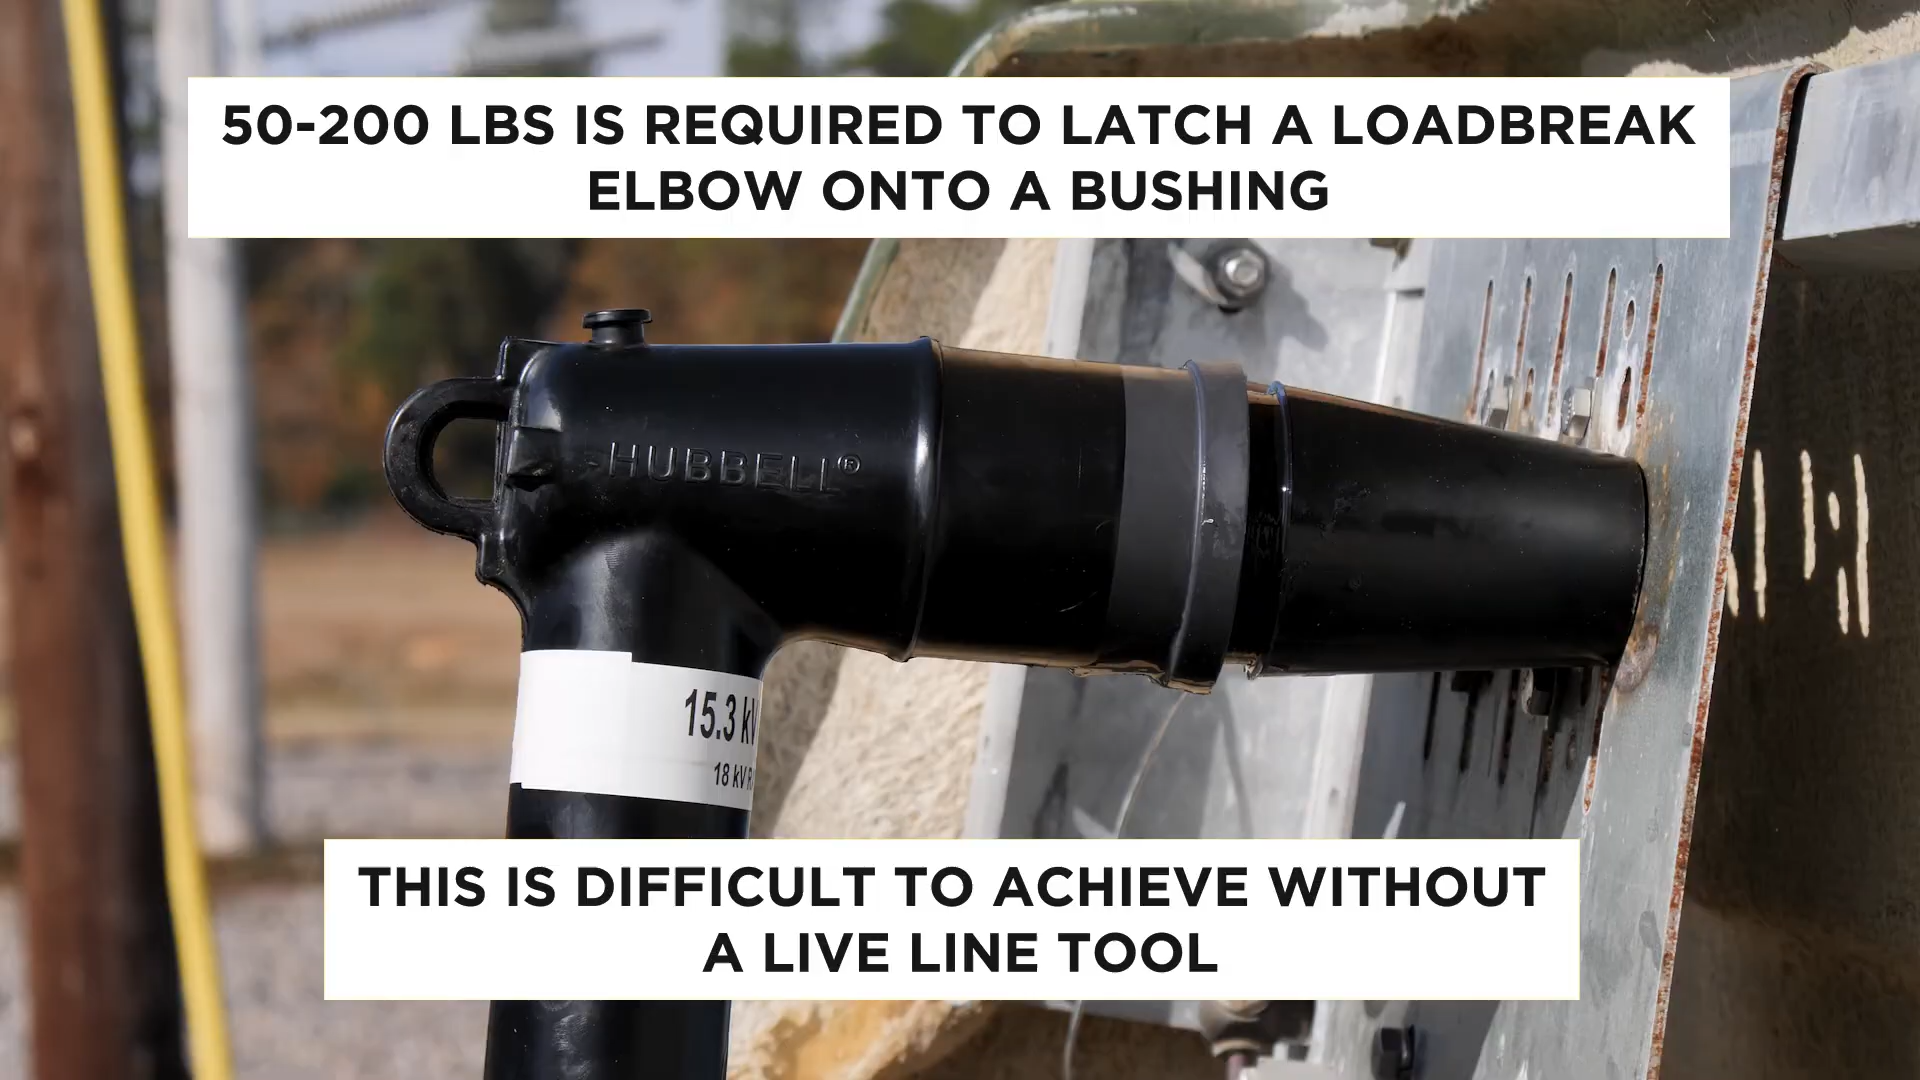 50-200 LBS IS REQUIRED TO LATCH A LOADBREAK
ELBOW ONTO A BUSHING
HUBBELL®
15.3 kV
18 kV
THIS IS DIFFICULT TO ACHIEVE WITHOUT
A LIVE LINE TOOL